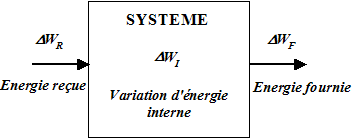 SYSTEME
ΔW_R
ΔW_I
ΔW_F
Energie reçue
Variation d'énergie
interne
Energie fournie